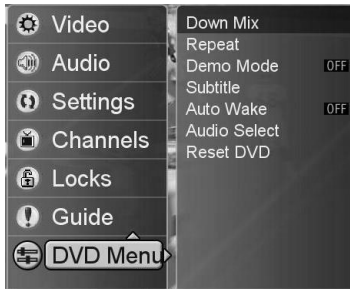 Video
Audio
Settings
Channels
Locks
Guide
DVD Menu
Down Mix
Repeat
Demo Mode OFF
Subtitle
Auto Wake OFF
Audio Select
Reset DVD